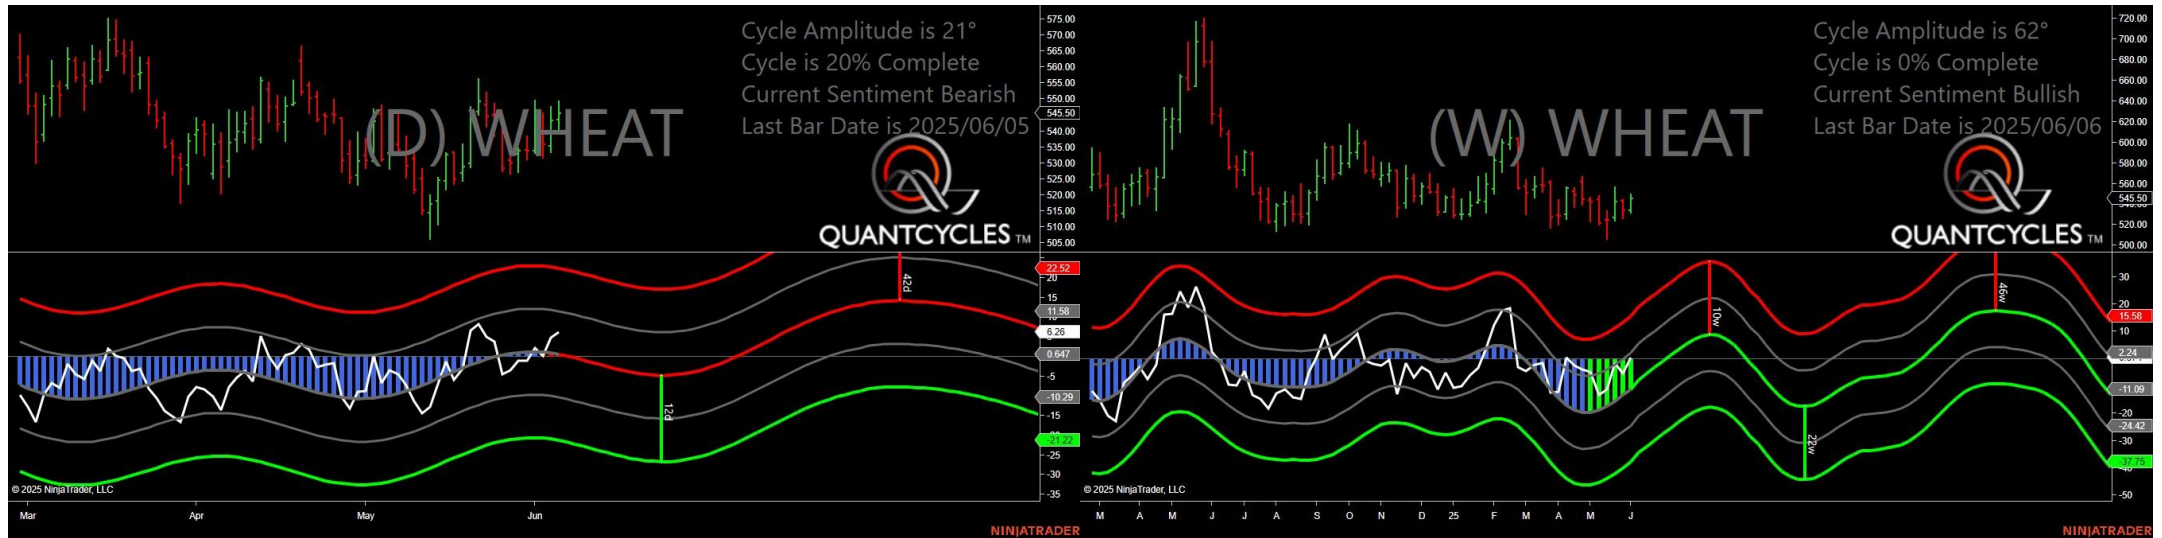 Cycle Amplitude is 21°
Cycle is 20% Complete
Current Sentiment Bearish
Last Bar Date is 2025/06/05
(D) WHEAT
QUANTCYCLES TM
575.00
570.00
565.00
560.00
555.00
550.00
545.50
540.00
535.00
530.00
525.00
520.00
515.00
510.00
505.00
22.52
20
15
11.58
6.26
0.647
-5
-10.29
-15
-21.22
-25
-30
-35
42d
12d
© 2025 NinjaTrader, LLC
Mar Apr May Jun
NINJATRADER
Cycle Amplitude is 62°
Cycle is 0% Complete
Current Sentiment Bullish
Last Bar Date is 2025/06/06
(W) WHEAT
QUANTCYCLES TM
720.00
700.00
680.00
660.00
640.00
620.00
600.00
580.00
560.00
545.50
520.00
500.00
30
20
15.58
10
2.24
-11.09
-20
-24.42
-30
-37.75
-50
10w
22w
46w
© 2025 NinjaTrader, LLC
M A M J J A S O N D 25 F M A M J
NINJATRADER